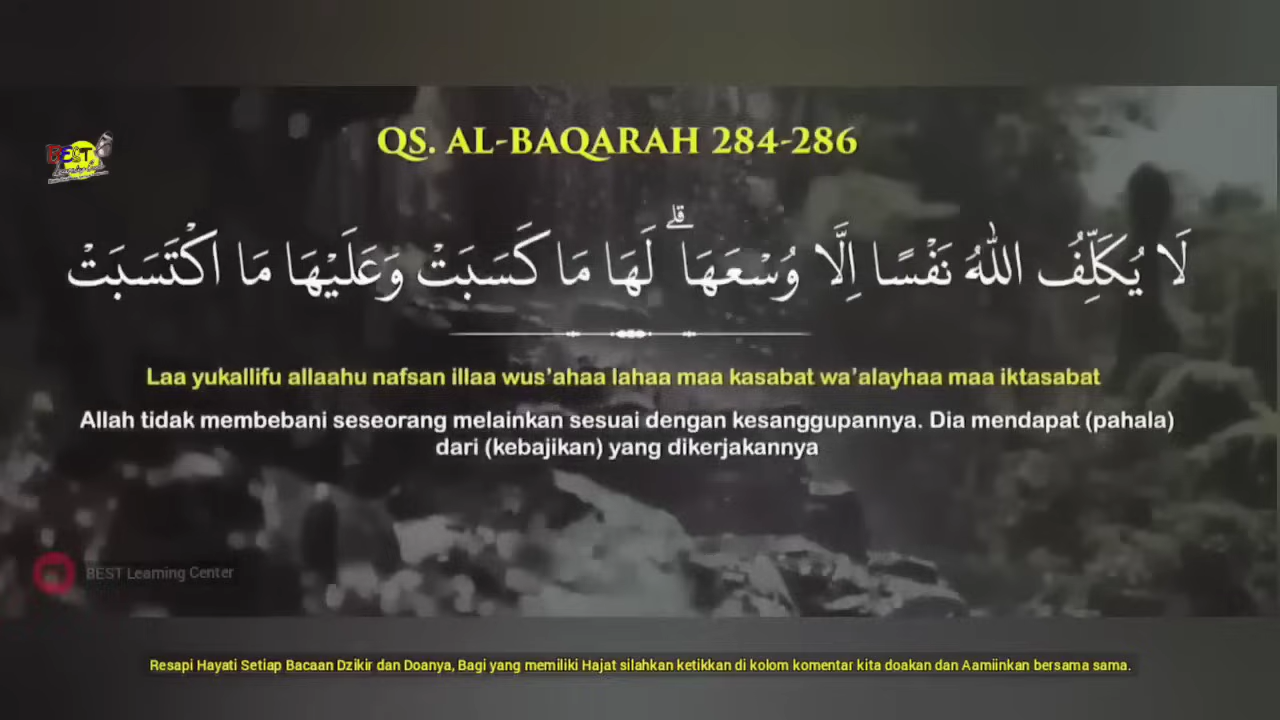 BEST
QS. AL-BAQARAH 284-286
لَا يُكَلِّفُ اللّٰهُ نَفْسًا اِلَّا وُسْعَهَا ۗ لَهَا مَا كَسَبَتْ وَعَلَيْهَا مَا اكْتَسَبَتْ
Laa yukallifu allaahu nafsan illaa wus’ahaa lahaa maa kasabat wa’alayhaa maa iktasabat
Allah tidak membebani seseorang melainkan sesuai dengan kesanggupannya. Dia mendapat (pahala)
dari (kebajikan) yang dikerjakannya
BEST Learning Center
Resapi Hayati Setiap Bacaan Dzikir dan Doanya, Bagi yang memiliki Hajat silahkan ketikkan di kolom komentar kita doakan dan Aamiinkan bersama sama.